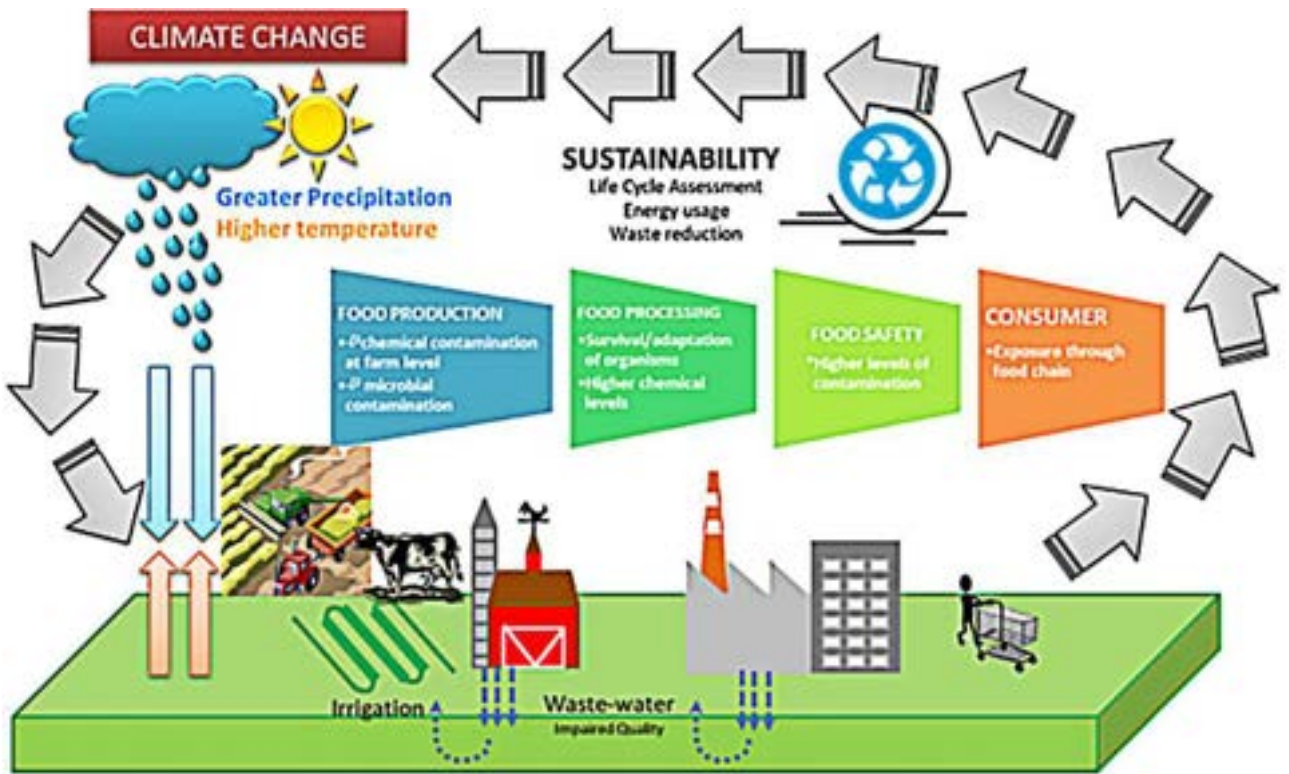 CLIMATE CHANGE
Greater Precipitation
Higher temperature
SUSTAINABILITY
Life Cycle Assessment
Energy usage
Waste reduction
FOOD PRODUCTION
chemical contamination
at farm level
microbial
contamination
FOOD PROCESSING
•Survival/adaptation
of organisms
•Higher chemical
levels
FOOD SAFETY
*Higher levels of
contamination
CONSUMER
•Exposure through
food chain
Irrigation
Waste-water
Impaired Quality